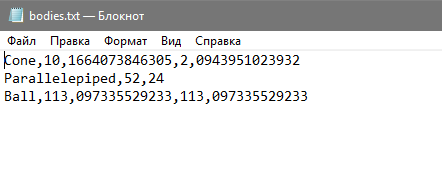 bodies.txt — Блокнот
Файл Правка Формат Вид Справка
Cone,10,1664073846305,2,0943951023932
Parallelepiped,52,24
Ball,113,097335529233,113,097335529233